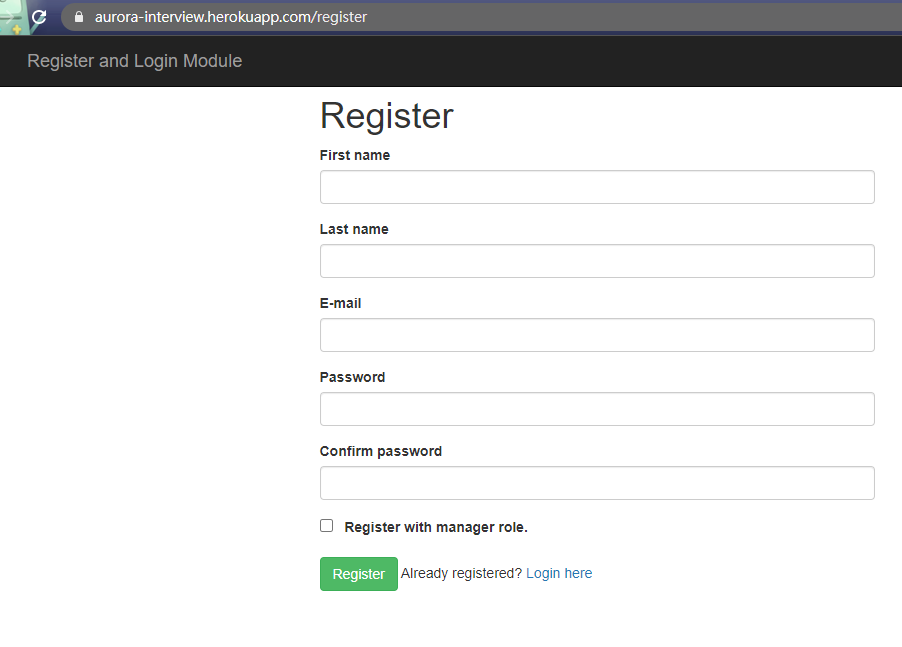 aurora-interview.herokuapp.com/register
Register and Login Module
Register
First name
Last name
E-mail
Password
Confirm password
Register with manager role.
Register Already registered? Login here